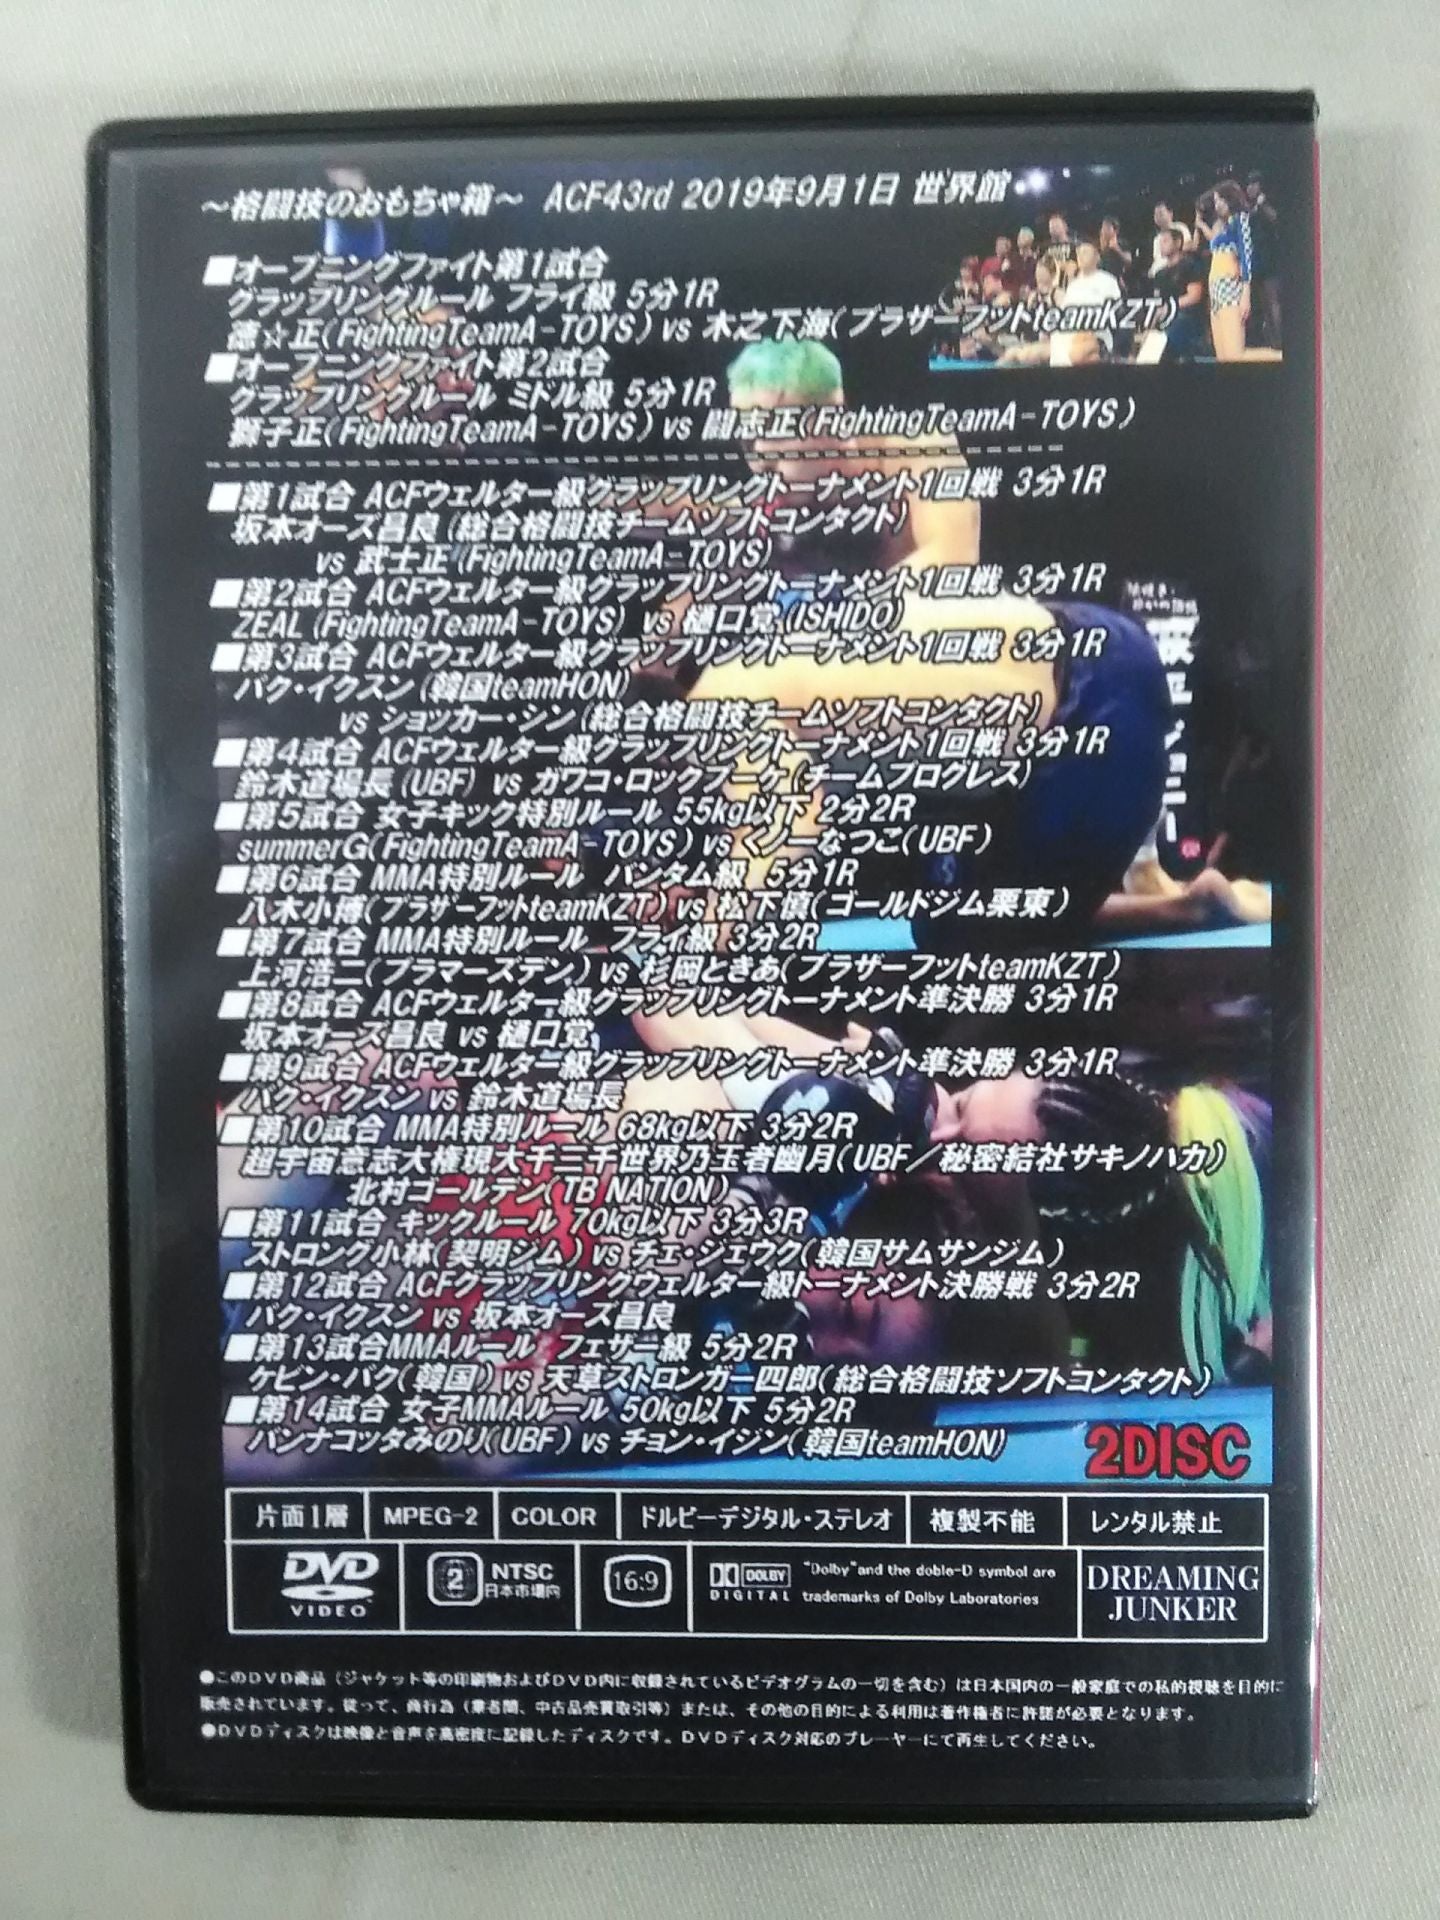 ～格闘技のおもちゃ箱～ ACF43rd 2019年9月1日 世界館
■オープニングファイト第1試合
グラップリングルール フライ級 5分1R
徳☆正(FightingTeamA-TOYS) vs 木之下海(ブラザーフットteamKZT)
■オープニングファイト第2試合
グラップリングルール ミドル級 5分1R
獅子正(FightingTeamA-TOYS) vs 闘志正(FightingTeamA-TOYS)
■第1試合 ACFウェルター級グラップリングトーナメント1回戦 3分1R
坂本オーズ昌良(総合格闘技チームソフトコンタクト)
vs 武士正(FightingTeamA-TOYS)
■第2試合 ACFウェルター級グラップリングトーナメント1回戦 3分1R
ZEAL (FightingTeamA-TOYS) vs 樋口覚(ISHIDO)
■第3試合 ACFウェルター級グラップリングトーナメント1回戦 3分1R
パク・イクスン(韓国teamHON)
vs ショッカー・シン(総合格闘技チームソフトコンタクト)
■第4試合 ACFウェルター級グラップリングトーナメント1回戦 3分1R
鈴木道場長(UBF) vs ガワコ・ロックブーケ(チームプログレス)
■第5試合 女子キック特別ルール 55kg以下 2分2R
summerG(FightingTeamA-TOYS) vs くノ一なつこ(UBF)
■第6試合 MMA特別ルール バンタム級 5分1R
八木小博(ブラザーフットteamKZT) vs 松下慎(ゴールドジム栗東)
■第7試合 MMA特別ルール フライ級 3分2R
上河浩二(ブラマーズデン) vs 杉岡ときあ(ブラザーフットteamKZT)
■第8試合 ACFウェルター級グラップリングトーナメント準決勝 3分1R
坂本オーズ昌良 vs 樋口覚
■第9試合 ACFウェルター級グラップリングトーナメント準決勝 3分1R
パク・イクスン vs 鈴木道場長
■第10試合 MMA特別ルール 68kg以下 3分2R
超宇宙意志大権現大千三千世界乃玉者幽月(UBF／秘密結社サキノハカ)
北村ゴールデン(TB NATION)
■第11試合 キックルール 70kg以下 3分3R
ストロング小林(契明ジム) vs チェ・ジェウク(韓国サムサンジム)
■第12試合 ACFグラップリングウェルター級トーナメント決勝戦 3分2R
パク・イクスン vs 坂本オーズ昌良
■第13試合MMAルール フェザー級 5分2R
ケビン・パク(韓国) vs 天草ストロンガー四郎(総合格闘技ソフトコンタクト)
■第14試合 女子MMAルール 50kg以下 5分2R
パンナコッタみのり(UBF) vs チョン・イジン(韓国teamHON)
2DISC
片面1層 MPEG-2 COLOR ドルビーデジタル・ステレオ 複製不能 レンタル禁止
DVD VIDEO 2 NTSC 日本市場向 16:9 DOLBY DIGITAL "Dolby"and the doble-D symbol are trademarks of Dolby Laboratories DREAMING JUNKER
●このDVD商品（ジャケット等の印刷物およびDVD内に収録されているビデオグラムの一切を含む）は日本国内の一般家庭での私的視聴を目的に
販売されています。従って、商行為（業者間、中古品売買取引等）または、その他の目的による利用は著作権者に許諾が必要となります。
●DVDディスクは映像と音声を高密度に記録したディスクです。DVDディスク対応のプレーヤーにて再生してください。